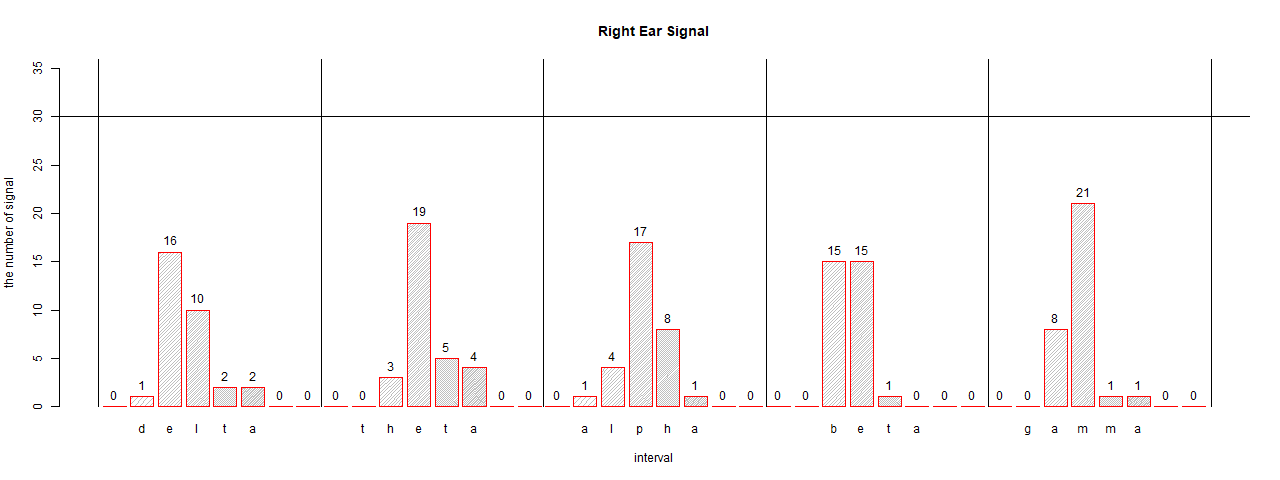 Right Ear Signal
the number of signal
35
30
25
20
15
10
5
0
0 1 16 10 2 2 0 0 0 0 3 19 5 4 0 0 0 1 4 17 8 1 0 0 0 0 15 15 1 0 0 0 0 0 8 21 1 1 0 0
d e l t a t h e t a a l p h a b e t a g a m m a
interval